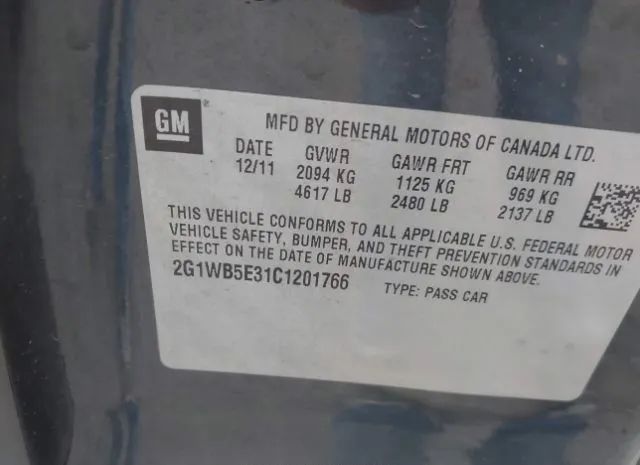 GM
MFD BY GENERAL MOTORS OF CANADA LTD.
DATE GVWR GAWR FRT GAWR RR
12/11 2094 KG 1125 KG 969 KG
4617 LB 2480 LB 2137 LB
THIS VEHICLE CONFORMS TO ALL APPLICABLE U.S. FEDERAL MOTOR
VEHICLE SAFETY, BUMPER, AND THEFT PREVENTION STANDARDS IN
EFFECT ON THE DATE OF MANUFACTURE SHOWN ABOVE.
2G1WB5E31C1201766 TYPE: PASS CAR